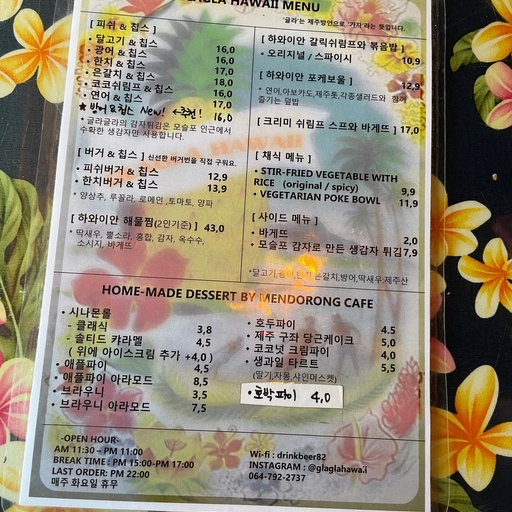 GLAGLA HAWAII MENU
'글라'는 제주방언으로 '가자'라는 뜻입니다.
[ 피쉬 & 칩스 ]
• 달고기 & 칩스 16,0
• 광어 & 칩스 16,0
• 한치 & 칩스 17,0
• 은갈치 & 칩스 18,0
• 코코쉬림프 & 칩스 16,0
• 연어 & 칩스 17,0
★ 방어 & 칩스 New! ←추천! 16,0
*글라글라의 감자튀김은 모슬포 인근에서
수확한 생감자만 사용합니다.
[ 버거 & 칩스 ] 신선한 버거번을 직접 구워요.
• 피쉬버거 & 칩스 12,9
• 한치버거 & 칩스 13,9
* 양상추, 루꼴라, 로메인, 토마토, 양파
[ 하와이안 해물찜(2인기준) ] 43,0
* 딱새우, 뿔소라, 홍합, 감자, 옥수수,
소시지, 바게뜨
[ 하와이안 갈릭쉬림프와 볶음밥 ]
• 오리지널 / 스파이시 10,9
[ 하와이안 포케보울 ] 12,9
* 연어,아보카도,제주톳,각종샐러드와 함께
즐기는 덮밥
[ 크리미 쉬림프 스프와 바게뜨 ] 17,0
[ 채식 메뉴 ]
• STIR-FRIED VEGETABLE WITH
RICE (original / spicy) 9,9
• VEGETARIAN POKE BOWL 11,9
[ 사이드 메뉴 ]
• 바게뜨 2,0
• 모슬포 감자로 만든 생감자 튀김 7,9
*달고기,광어,한치,은갈치,방어,딱새우:제주산
HOME-MADE DESSERT BY MENDORONG CAFE
• 시나몬롤
- 클래식 3,8
- 솔티드 캬라멜 4,5
( 위에 아이스크림 추가 +4,0 )
• 애플파이 4,5
• 애플파이 아라모드 8,5
• 브라우니 3,5
• 브라우니 아라모드 7,5
• 호두파이 4.5
• 제주 구좌 당근케이크 5,0
• 코코넛 크림파이 4,0
• 생과일 타르트 5,5
(딸기,자몽,샤인머스켓)
• 호박파이 4,0
-OPEN HOUR-
AM 11:30 – PM 11:00
BREAK TIME : PM 15:00-PM 17:00
LAST ORDER: PM 22:00
매주 화요일 휴무
Wi-fi : drinkbeer82
INSTAGRAM : @glaglahawa.i
064-792-2737